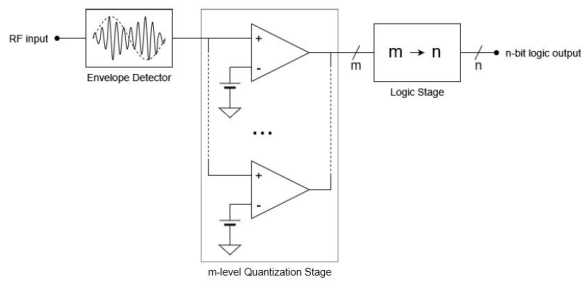 RF input
Envelope Detector
+
-
m
m → n
n
n-bit logic output
Logic Stage
...
+
-
m-level Quantization Stage